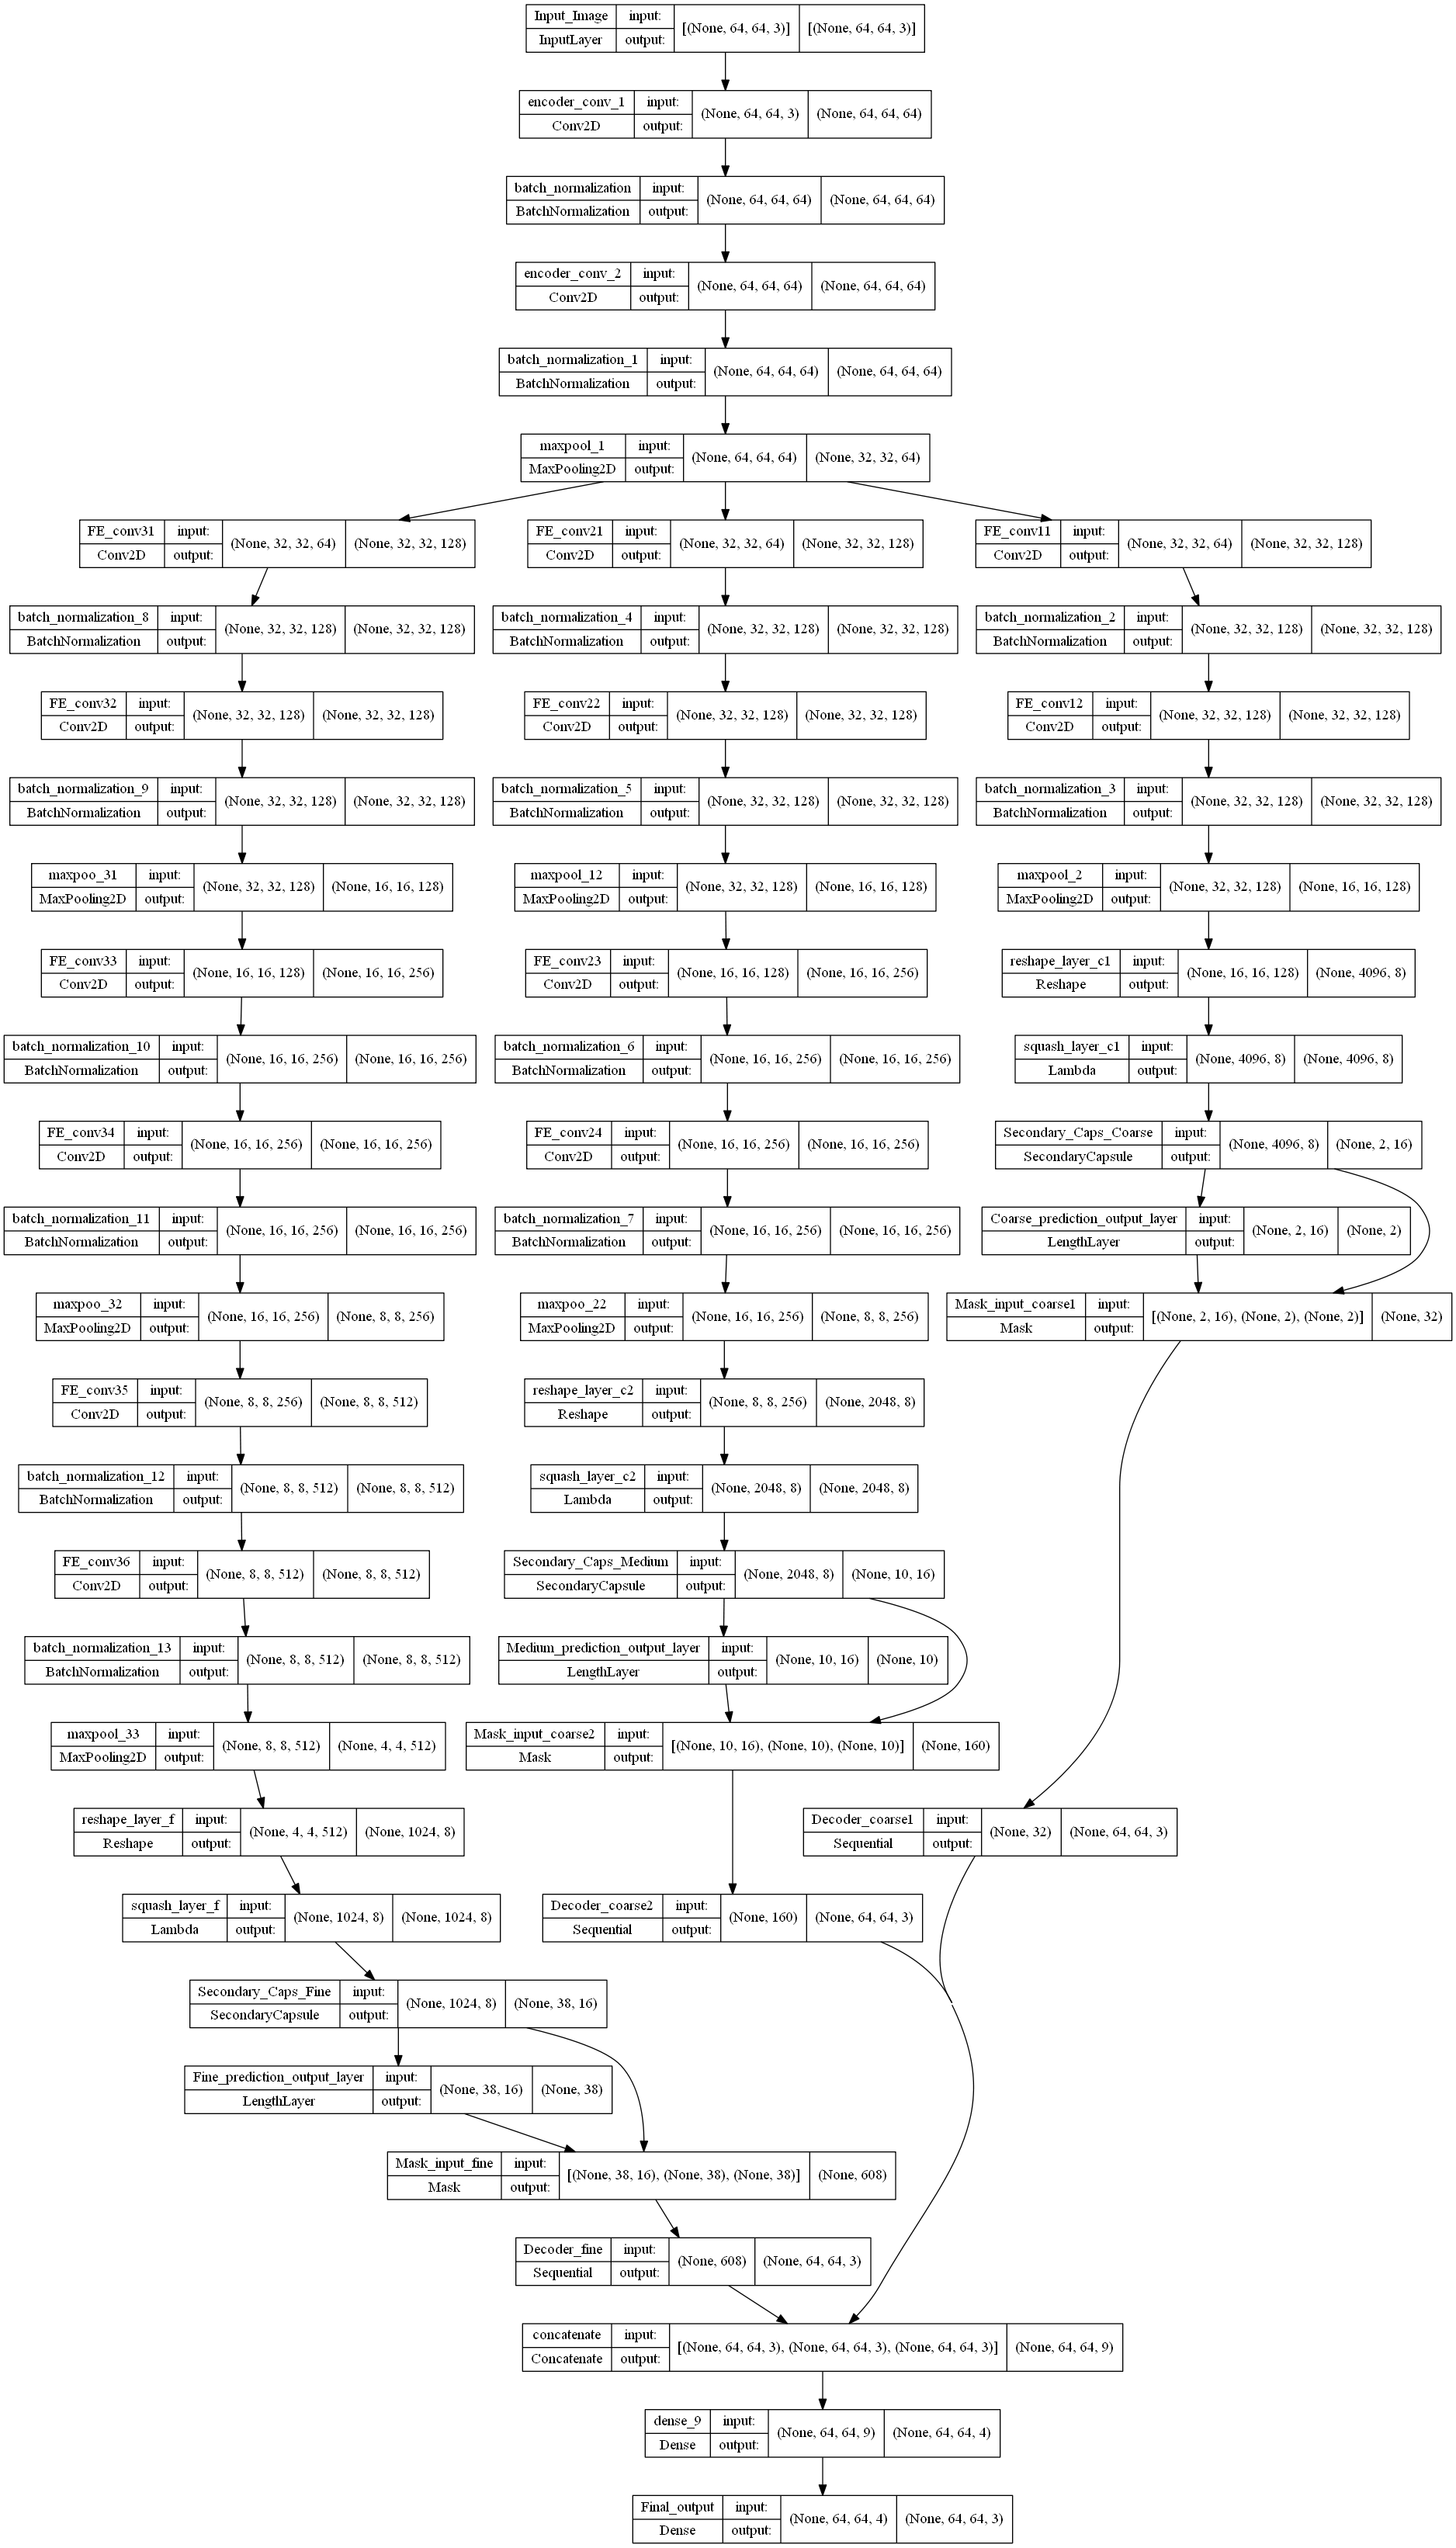 Input_Image input: [(None, 64, 64, 3)] [(None, 64, 64, 3)]
InputLayer output:
encoder_conv_1 input: (None, 64, 64, 3) (None, 64, 64, 64)
Conv2D output:
batch_normalization input: (None, 64, 64, 64) (None, 64, 64, 64)
BatchNormalization output:
encoder_conv_2 input: (None, 64, 64, 64) (None, 64, 64, 64)
Conv2D output:
batch_normalization_1 input: (None, 64, 64, 64) (None, 64, 64, 64)
BatchNormalization output:
maxpool_1 input: (None, 64, 64, 64) (None, 32, 32, 64)
MaxPooling2D output:
FE_conv31 input: (None, 32, 32, 64) (None, 32, 32, 128)
Conv2D output:
FE_conv21 input: (None, 32, 32, 64) (None, 32, 32, 128)
Conv2D output:
FE_conv11 input: (None, 32, 32, 64) (None, 32, 32, 128)
Conv2D output:
batch_normalization_8 input: (None, 32, 32, 128) (None, 32, 32, 128)
BatchNormalization output:
batch_normalization_4 input: (None, 32, 32, 128) (None, 32, 32, 128)
BatchNormalization output:
batch_normalization_2 input: (None, 32, 32, 128) (None, 32, 32, 128)
BatchNormalization output:
FE_conv32 input: (None, 32, 32, 128) (None, 32, 32, 128)
Conv2D output:
FE_conv22 input: (None, 32, 32, 128) (None, 32, 32, 128)
Conv2D output:
FE_conv12 input: (None, 32, 32, 128) (None, 32, 32, 128)
Conv2D output:
batch_normalization_9 input: (None, 32, 32, 128) (None, 32, 32, 128)
BatchNormalization output:
batch_normalization_5 input: (None, 32, 32, 128) (None, 32, 32, 128)
BatchNormalization output:
batch_normalization_3 input: (None, 32, 32, 128) (None, 32, 32, 128)
BatchNormalization output:
maxpoo_31 input: (None, 32, 32, 128) (None, 16, 16, 128)
MaxPooling2D output:
maxpool_12 input: (None, 32, 32, 128) (None, 16, 16, 128)
MaxPooling2D output:
maxpool_2 input: (None, 32, 32, 128) (None, 16, 16, 128)
MaxPooling2D output:
FE_conv33 input: (None, 16, 16, 128) (None, 16, 16, 256)
Conv2D output:
FE_conv23 input: (None, 16, 16, 128) (None, 16, 16, 256)
Conv2D output:
reshape_layer_c1 input: (None, 16, 16, 128) (None, 4096, 8)
Reshape output:
batch_normalization_10 input: (None, 16, 16, 256) (None, 16, 16, 256)
BatchNormalization output:
batch_normalization_6 input: (None, 16, 16, 256) (None, 16, 16, 256)
BatchNormalization output:
squash_layer_c1 input: (None, 4096, 8) (None, 4096, 8)
Lambda output:
FE_conv34 input: (None, 16, 16, 256) (None, 16, 16, 256)
Conv2D output:
FE_conv24 input: (None, 16, 16, 256) (None, 16, 16, 256)
Conv2D output:
Secondary_Caps_Coarse input: (None, 4096, 8) (None, 2, 16)
SecondaryCapsule output:
batch_normalization_11 input: (None, 16, 16, 256) (None, 16, 16, 256)
BatchNormalization output:
batch_normalization_7 input: (None, 16, 16, 256) (None, 16, 16, 256)
BatchNormalization output:
Coarse_prediction_output_layer input: (None, 2, 16) (None, 2)
LengthLayer output:
maxpoo_32 input: (None, 16, 16, 256) (None, 8, 8, 256)
MaxPooling2D output:
maxpoo_22 input: (None, 16, 16, 256) (None, 8, 8, 256)
MaxPooling2D output:
Mask_input_coarse1 input: [(None, 2, 16), (None, 2), (None, 2)] (None, 32)
Mask output:
FE_conv35 input: (None, 8, 8, 256) (None, 8, 8, 512)
Conv2D output:
reshape_layer_c2 input: (None, 8, 8, 256) (None, 2048, 8)
Reshape output:
batch_normalization_12 input: (None, 8, 8, 512) (None, 8, 8, 512)
BatchNormalization output:
squash_layer_c2 input: (None, 2048, 8) (None, 2048, 8)
Lambda output:
FE_conv36 input: (None, 8, 8, 512) (None, 8, 8, 512)
Conv2D output:
Secondary_Caps_Medium input: (None, 2048, 8) (None, 10, 16)
SecondaryCapsule output:
batch_normalization_13 input: (None, 8, 8, 512) (None, 8, 8, 512)
BatchNormalization output:
Medium_prediction_output_layer input: (None, 10, 16) (None, 10)
LengthLayer output:
maxpool_33 input: (None, 8, 8, 512) (None, 4, 4, 512)
MaxPooling2D output:
Mask_input_coarse2 input: [(None, 10, 16), (None, 10), (None, 10)] (None, 160)
Mask output:
reshape_layer_f input: (None, 4, 4, 512) (None, 1024, 8)
Reshape output:
Decoder_coarse1 input: (None, 32) (None, 64, 64, 3)
Sequential output:
squash_layer_f input: (None, 1024, 8) (None, 1024, 8)
Lambda output:
Decoder_coarse2 input: (None, 160) (None, 64, 64, 3)
Sequential output:
Secondary_Caps_Fine input: (None, 1024, 8) (None, 38, 16)
SecondaryCapsule output:
Fine_prediction_output_layer input: (None, 38, 16) (None, 38)
LengthLayer output:
Mask_input_fine input: [(None, 38, 16), (None, 38), (None, 38)] (None, 608)
Mask output:
Decoder_fine input: (None, 608) (None, 64, 64, 3)
Sequential output:
concatenate input: [(None, 64, 64, 3), (None, 64, 64, 3), (None, 64, 64, 3)] (None, 64, 64, 9)
Concatenate output:
dense_9 input: (None, 64, 64, 9) (None, 64, 64, 4)
Dense output:
Final_output input: (None, 64, 64, 4) (None, 64, 64, 3)
Dense output: